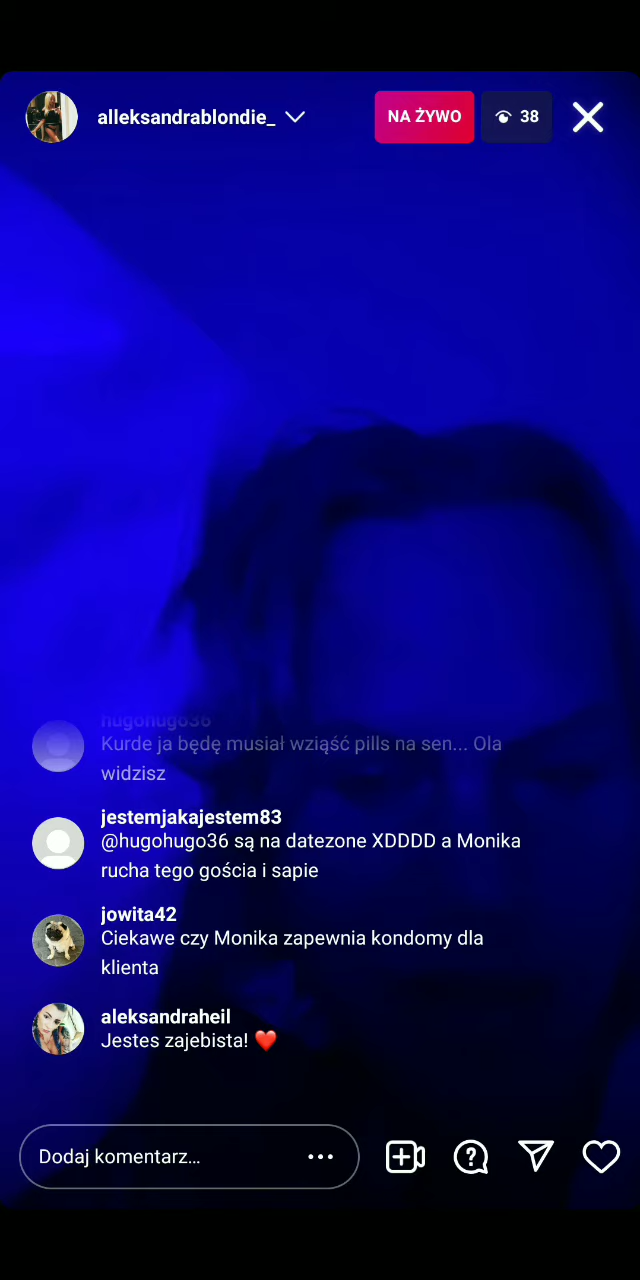 alleksandrablondie_
NA ŻYWO
38
hugohugo36
Kurde ja będę musiał wziąść pills na sen... Ola
widzisz
jestemjakajestem83
@hugohugo36 są na datezone XDDDD a Monika
rucha tego gościa i sapie
jowita42
Ciekawe czy Monika zapewnia kondomy dla
klienta
aleksandraheil
Jestes zajebista! ❤️
Dodaj komentarz...